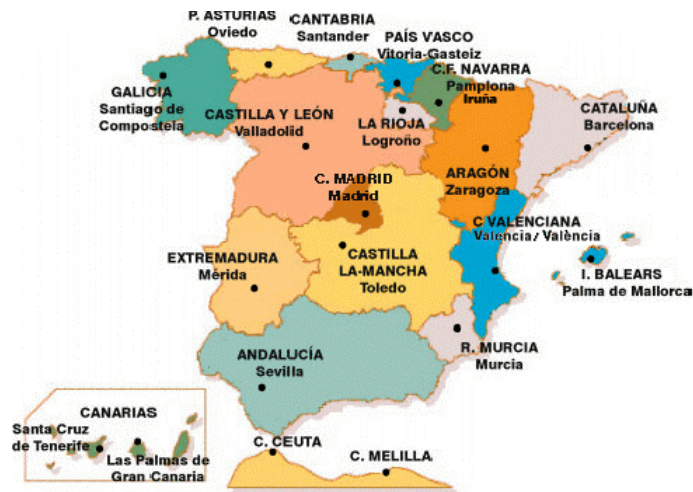 P. ASTURIAS
Oviedo
CANTABRIA
Santander
PAÍS VASCO
Vitoria-Gasteiz
C.F. NAVARRA
Pamplona
Iruña
GALICIA
Santiago de
Compostela
CASTILLA Y LEÓN
Valladolid
LA RIOJA
Logroño
CATALUÑA
Barcelona
ARAGÓN
Zaragoza
C. MADRID
Madrid
C VALENCIANA
Valencia/València
EXTREMADURA
Mérida
CASTILLA
LA-MANCHA
Toledo
I. BALEARS
Palma de Mallorca
R. MURCIA
Murcia
ANDALUCÍA
Sevilla
CANARIAS
Santa Cruz
de Tenerife
Las Palmas de
Gran Canaria
C. CEUTA
C. MELILLA